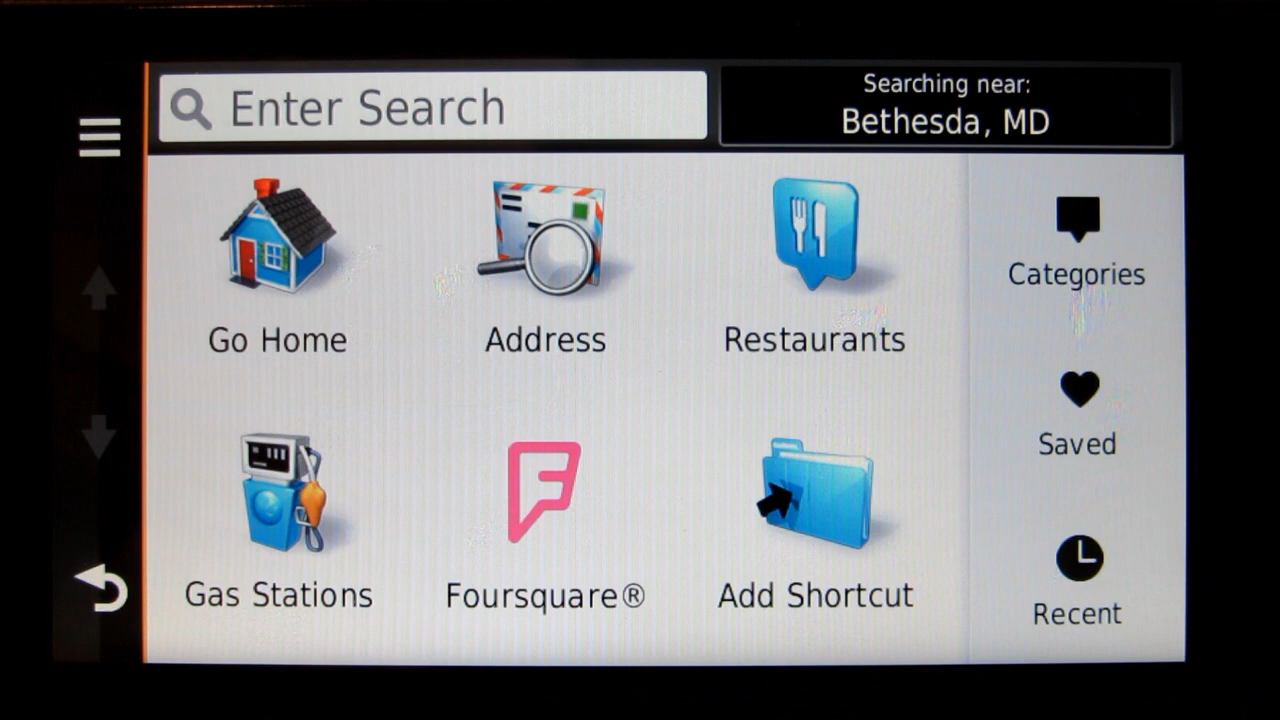 Enter Search
Searching near:
Bethesda, MD
Go Home
Address
Restaurants
Categories
Gas Stations
Foursquare®
Add Shortcut
Saved
Recent